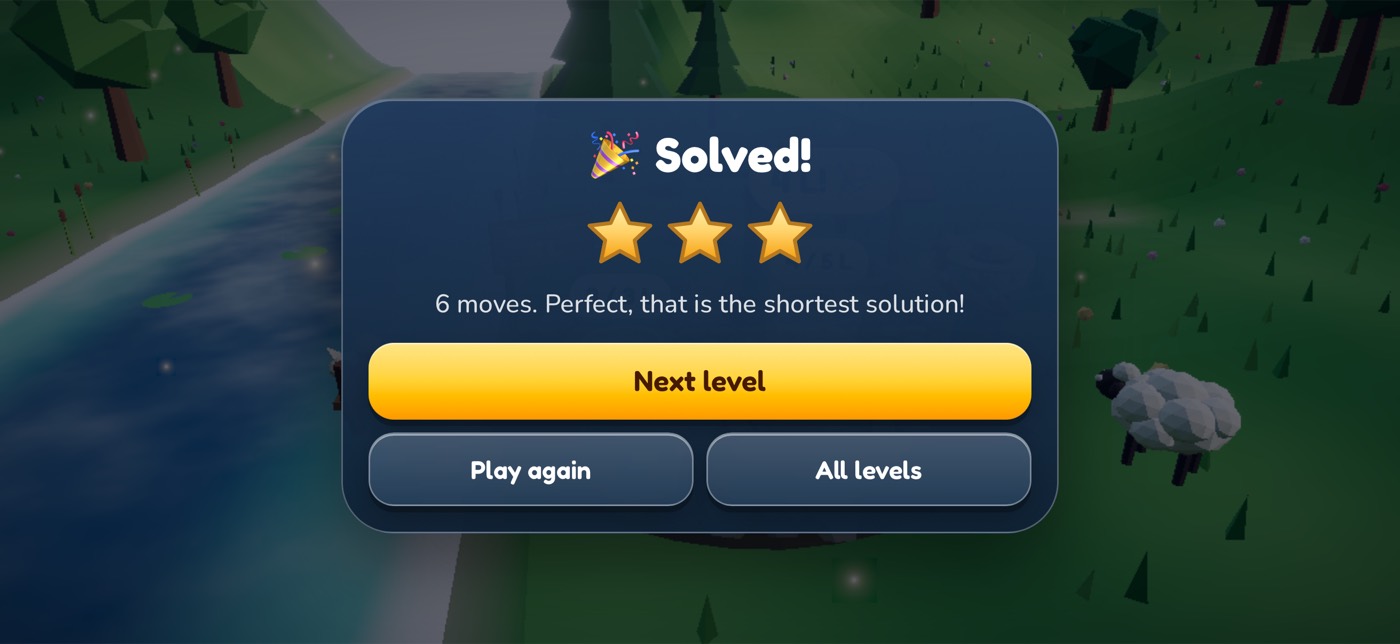 🎉 Solved!
6 moves. Perfect, that is the shortest solution!
Next level
Play again
All levels